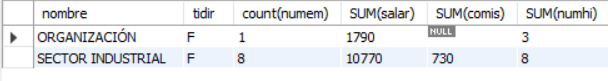 nombre tidir count(numem) SUM(salar) SUM(comis) SUM(numhi)
ORGANIZACIÓN F 1 1790 NULL 3
SECTOR INDUSTRIAL F 8 10770 730 8